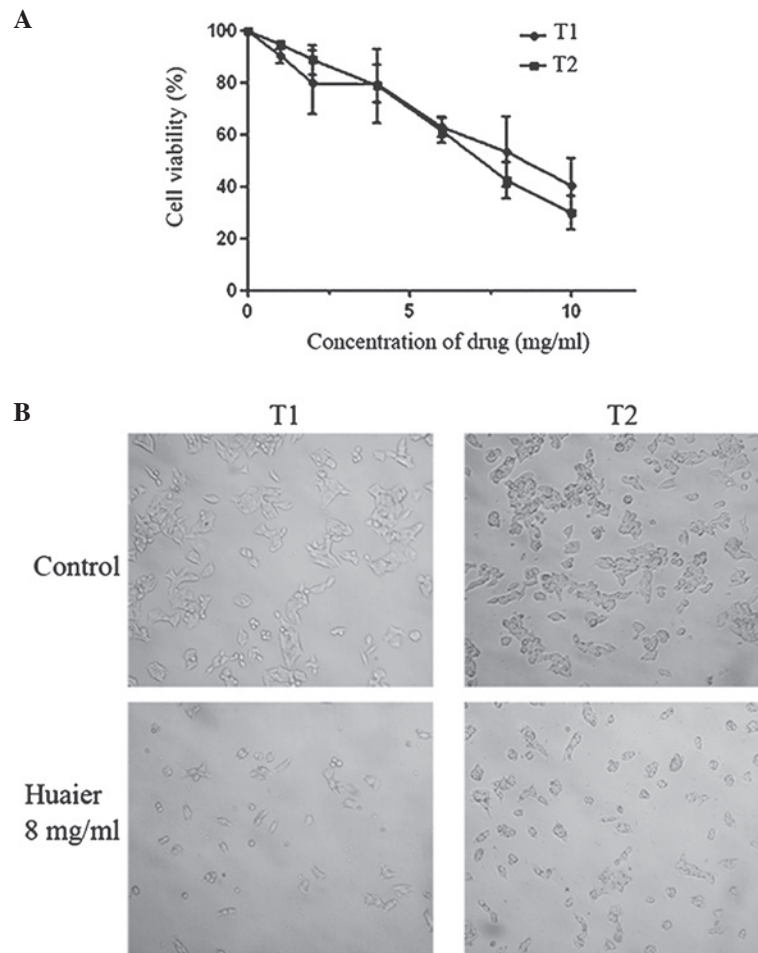 A
100
80
60
40
20
0
Cell viability (%)
T1
T2
0
5
10
Concentration of drug (mg/ml)
B
T1
T2
Control
Huaier
8 mg/ml